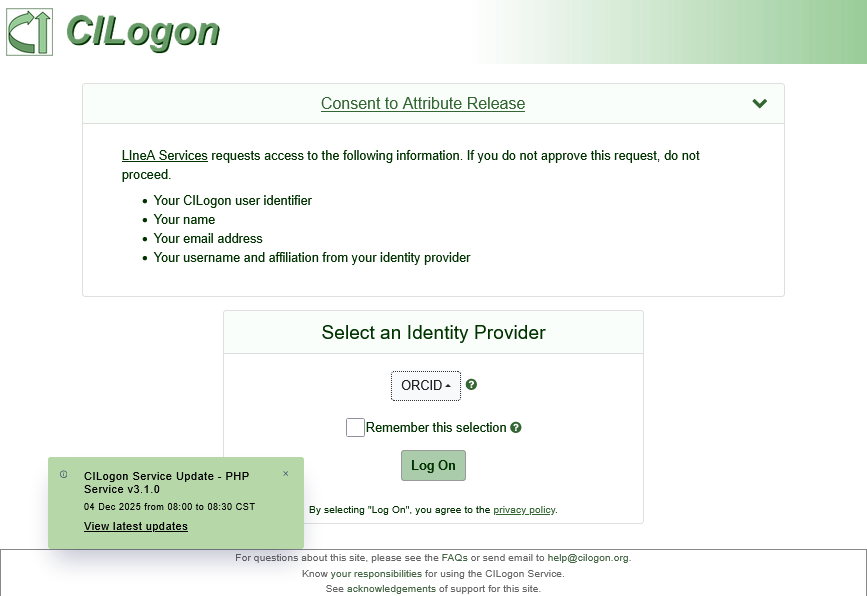 CILogon
Consent to Attribute Release
LIneA Services requests access to the following information. If you do not approve this request, do not
proceed.
Your CILogon user identifier
Your name
Your email address
Your username and affiliation from your identity provider
Select an Identity Provider
ORCID
Remember this selection
Log On
By selecting "Log On", you agree to the privacy policy.
CILogon Service Update - PHP
Service v3.1.0
04 Dec 2025 from 08:00 to 08:30 CST
View latest updates
For questions about this site, please see the FAQs or send email to help@cilogon.org.
Know your responsibilities for using the CILogon Service.
See acknowledgements of support for this site.